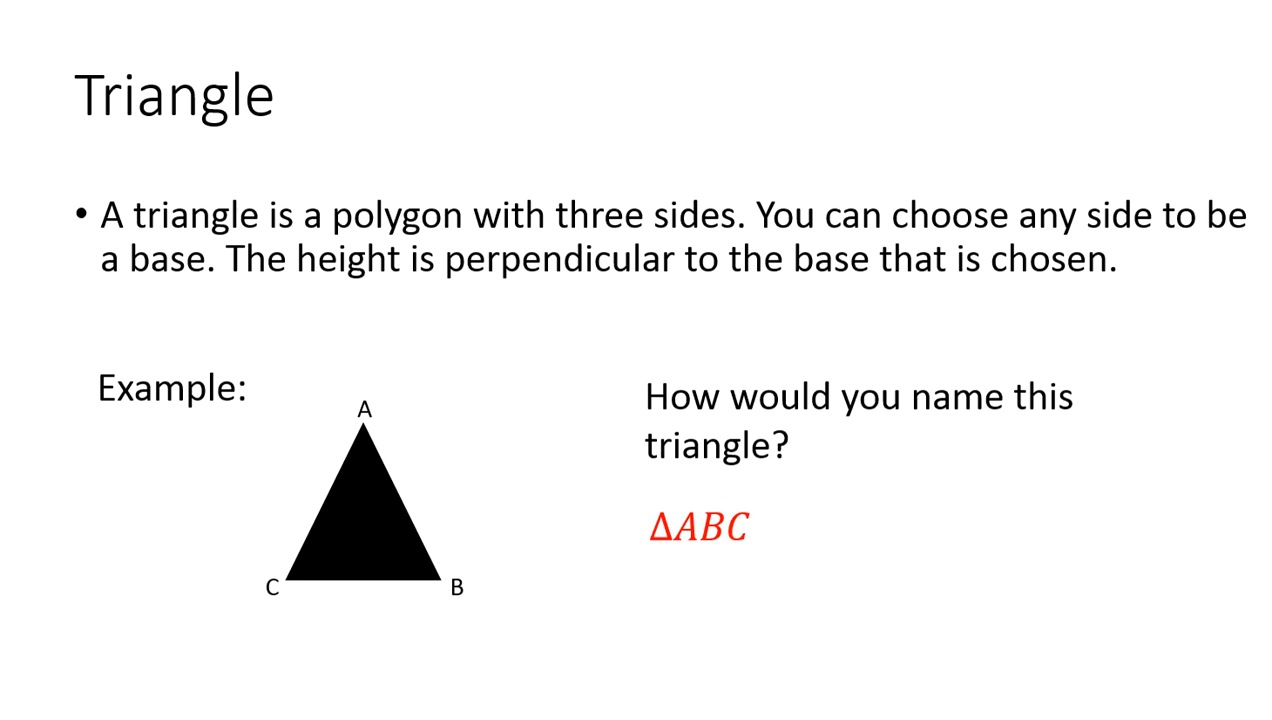 Triangle
• A triangle is a polygon with three sides. You can choose any side to be
a base. The height is perpendicular to the base that is chosen.
Example:
A
C
B
How would you name this
triangle?
ΔABC